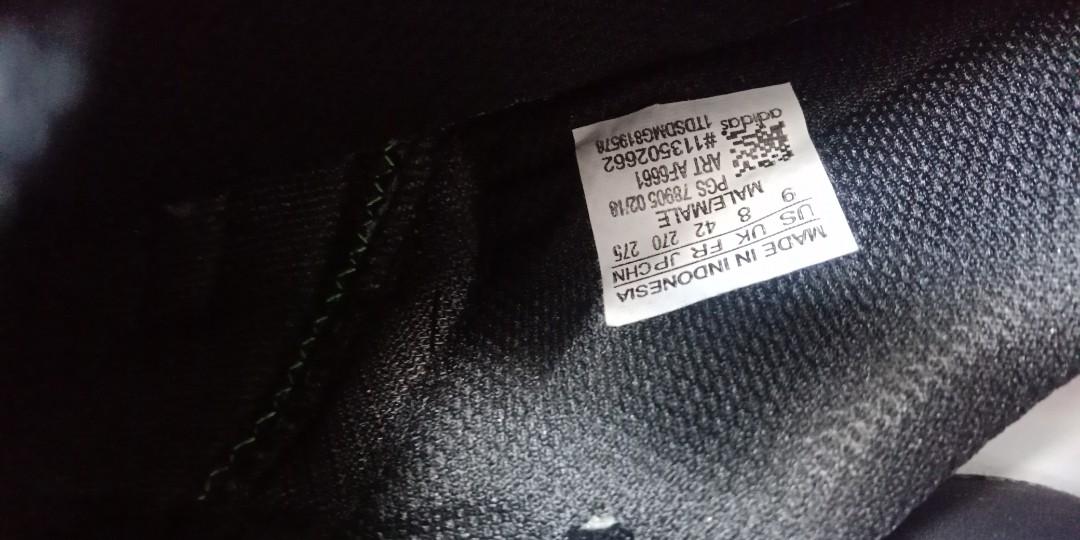 MADE IN INDONESIA
US UK FR JP CHN
9 8 42 270 275
MALE/MALE
PGS 78905 02/18
ART AF6661
#113502662
1TDSDMG819578
adidas